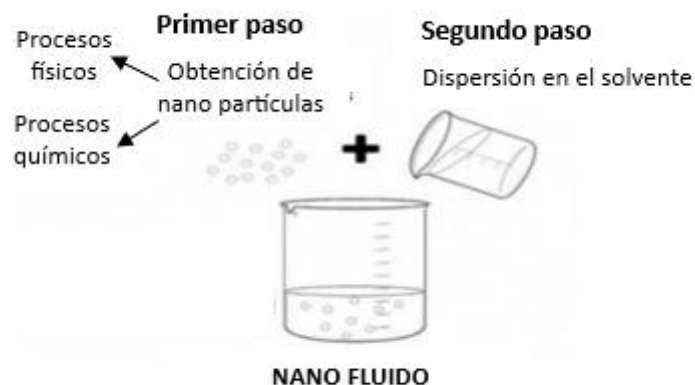 Primer paso
Procesos
físicos
Obtención de
nano partículas
Procesos
químicos
Segundo paso
Dispersión en el solvente
NANO FLUIDO